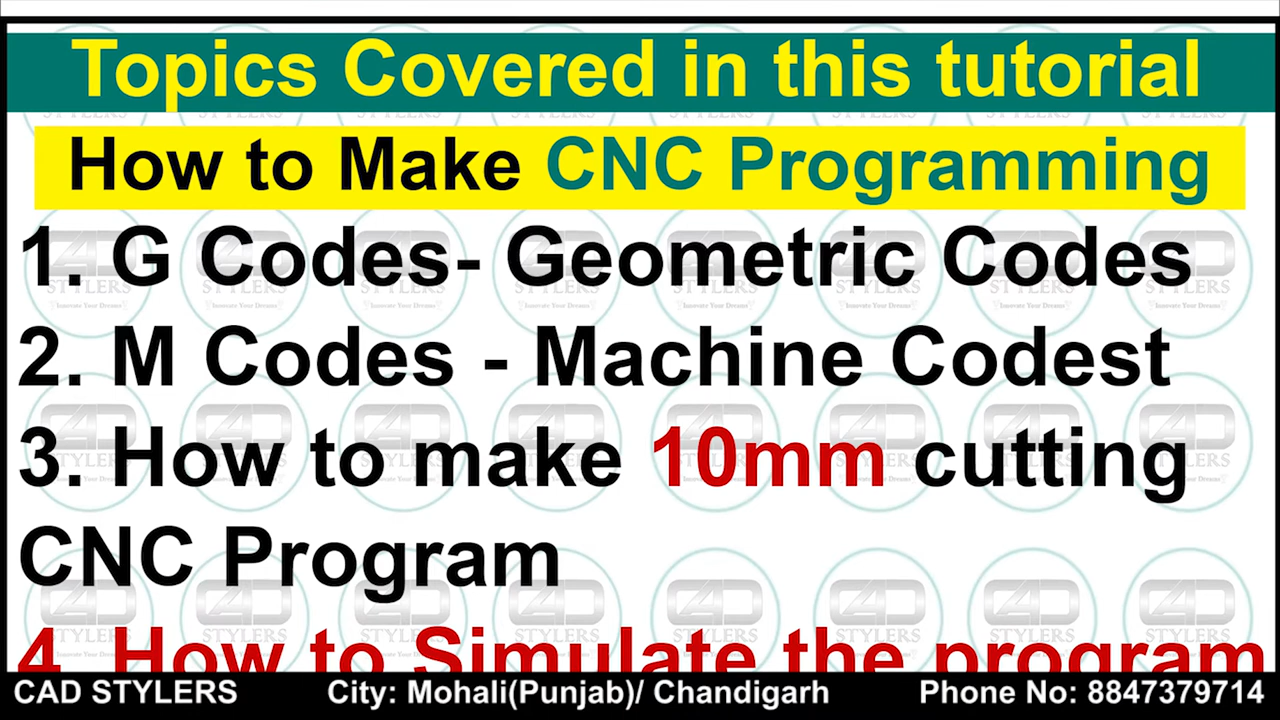 Topics Covered in this tutorial
How to Make CNC Programming
1. G Codes- Geometric Codes
2. M Codes - Machine Codest
3. How to make 10mm cutting
CNC Program
4. How to Simulate the program
CAD STYLERS City: Mohali(Punjab)/ Chandigarh Phone No: 8847379714